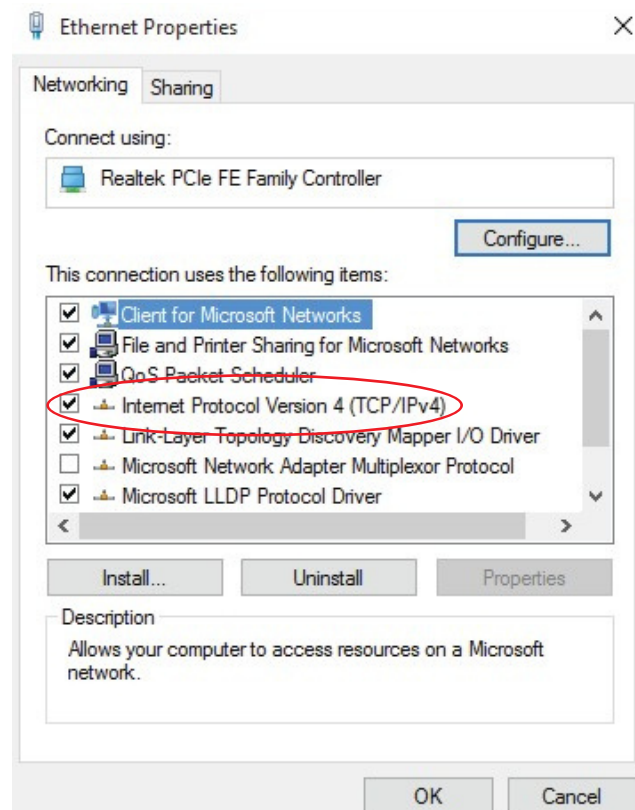 Ethernet Properties
Networking
Sharing
Connect using:
Realtek PCIe FE Family Controller
Configure...
This connection uses the following items:
Client for Microsoft Networks
File and Printer Sharing for Microsoft Networks
QoS Packet Scheduler
Internet Protocol Version 4 (TCP/IPv4)
Link-Layer Topology Discovery Mapper I/O Driver
Microsoft Network Adapter Multiplexor Protocol
Microsoft LLDP Protocol Driver
Install...
Uninstall
Properties
Description
Allows your computer to access resources on a Microsoft
network.
OK
Cancel